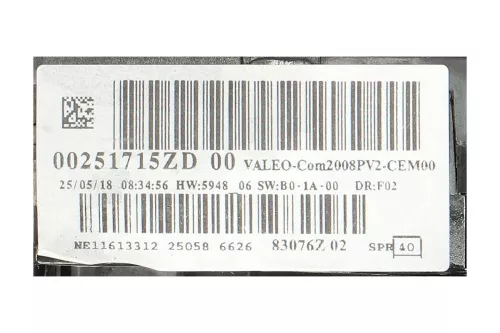 00251715ZD 00 VALEO-Com2008PV2-CEM00
25/05/18 08:34:56 HW:5948 06 SW:B0-1A-00 DR:F02
NE11613312 25058 6626 83076Z 02 SPR 40